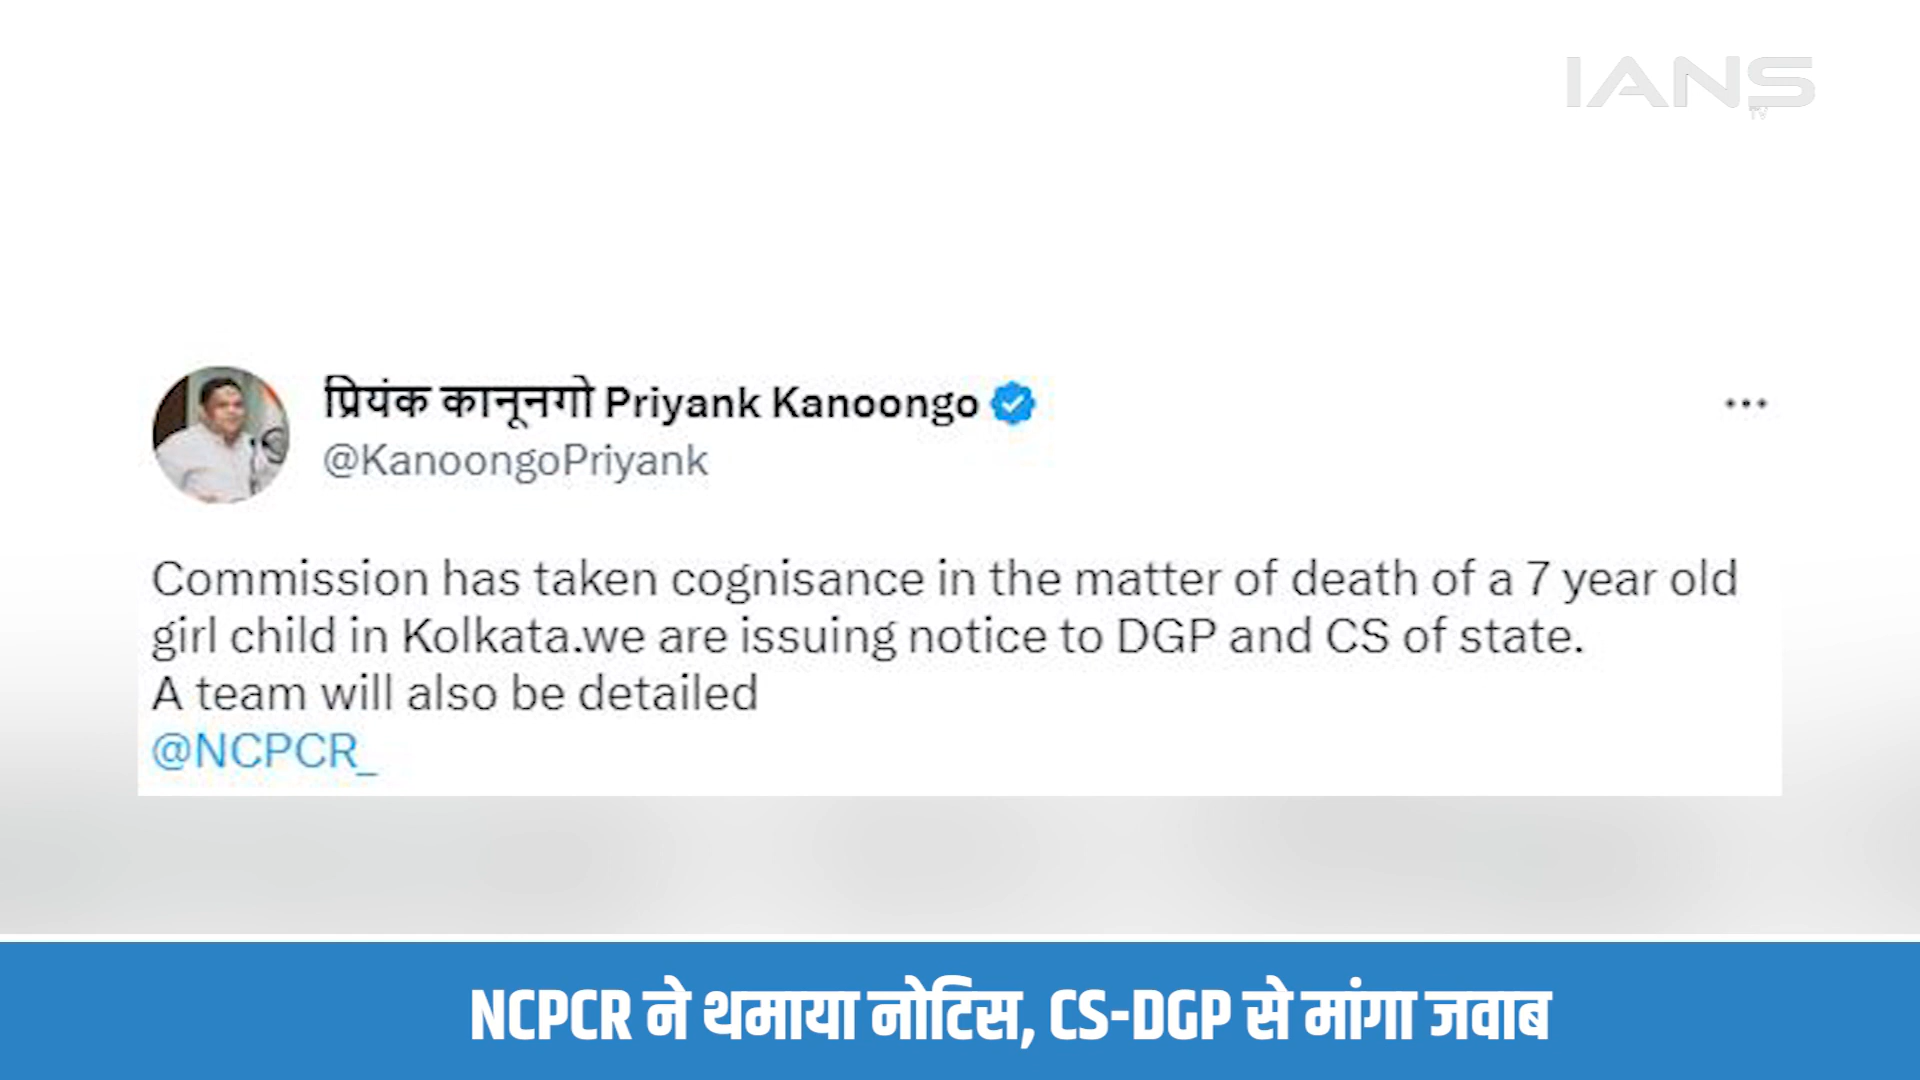 IANS
TV
प्रियंक कानूनगो Priyank Kanoongo
@KanoongoPriyank
Commission has taken cognisance in the matter of death of a 7 year old
girl child in Kolkata.we are issuing notice to DGP and CS of state.
A team will also be detailed
@NCPCR_
NCPCR ने थमाया नोटिस, CS-DGP से मांगा जवाब